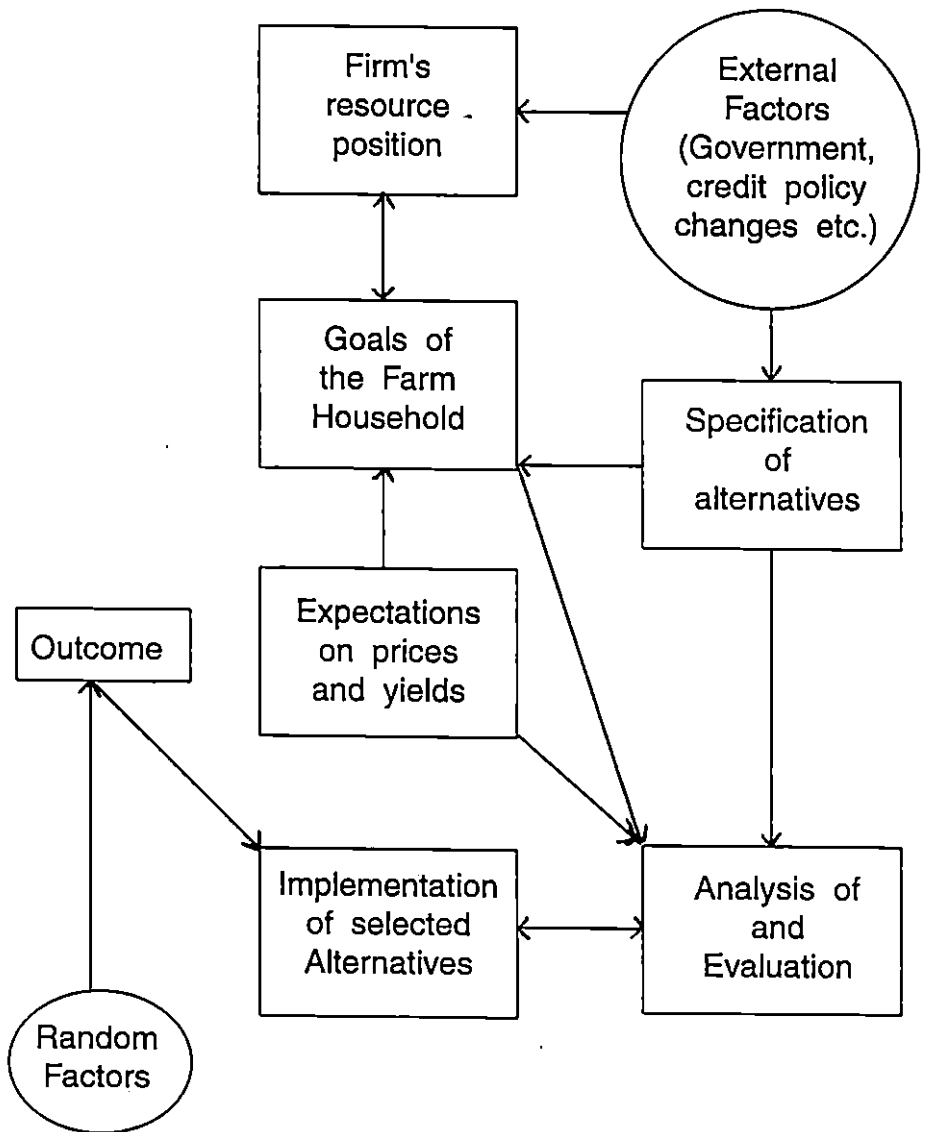 Firm's
resource
position
External
Factors
(Government,
credit policy
changes etc.)
Goals of
the Farm
Household
Specification
of
alternatives
Expectations
on prices
and yields
Outcome
Implementation
of selected
Alternatives
Analysis of
and
Evaluation
Random
Factors